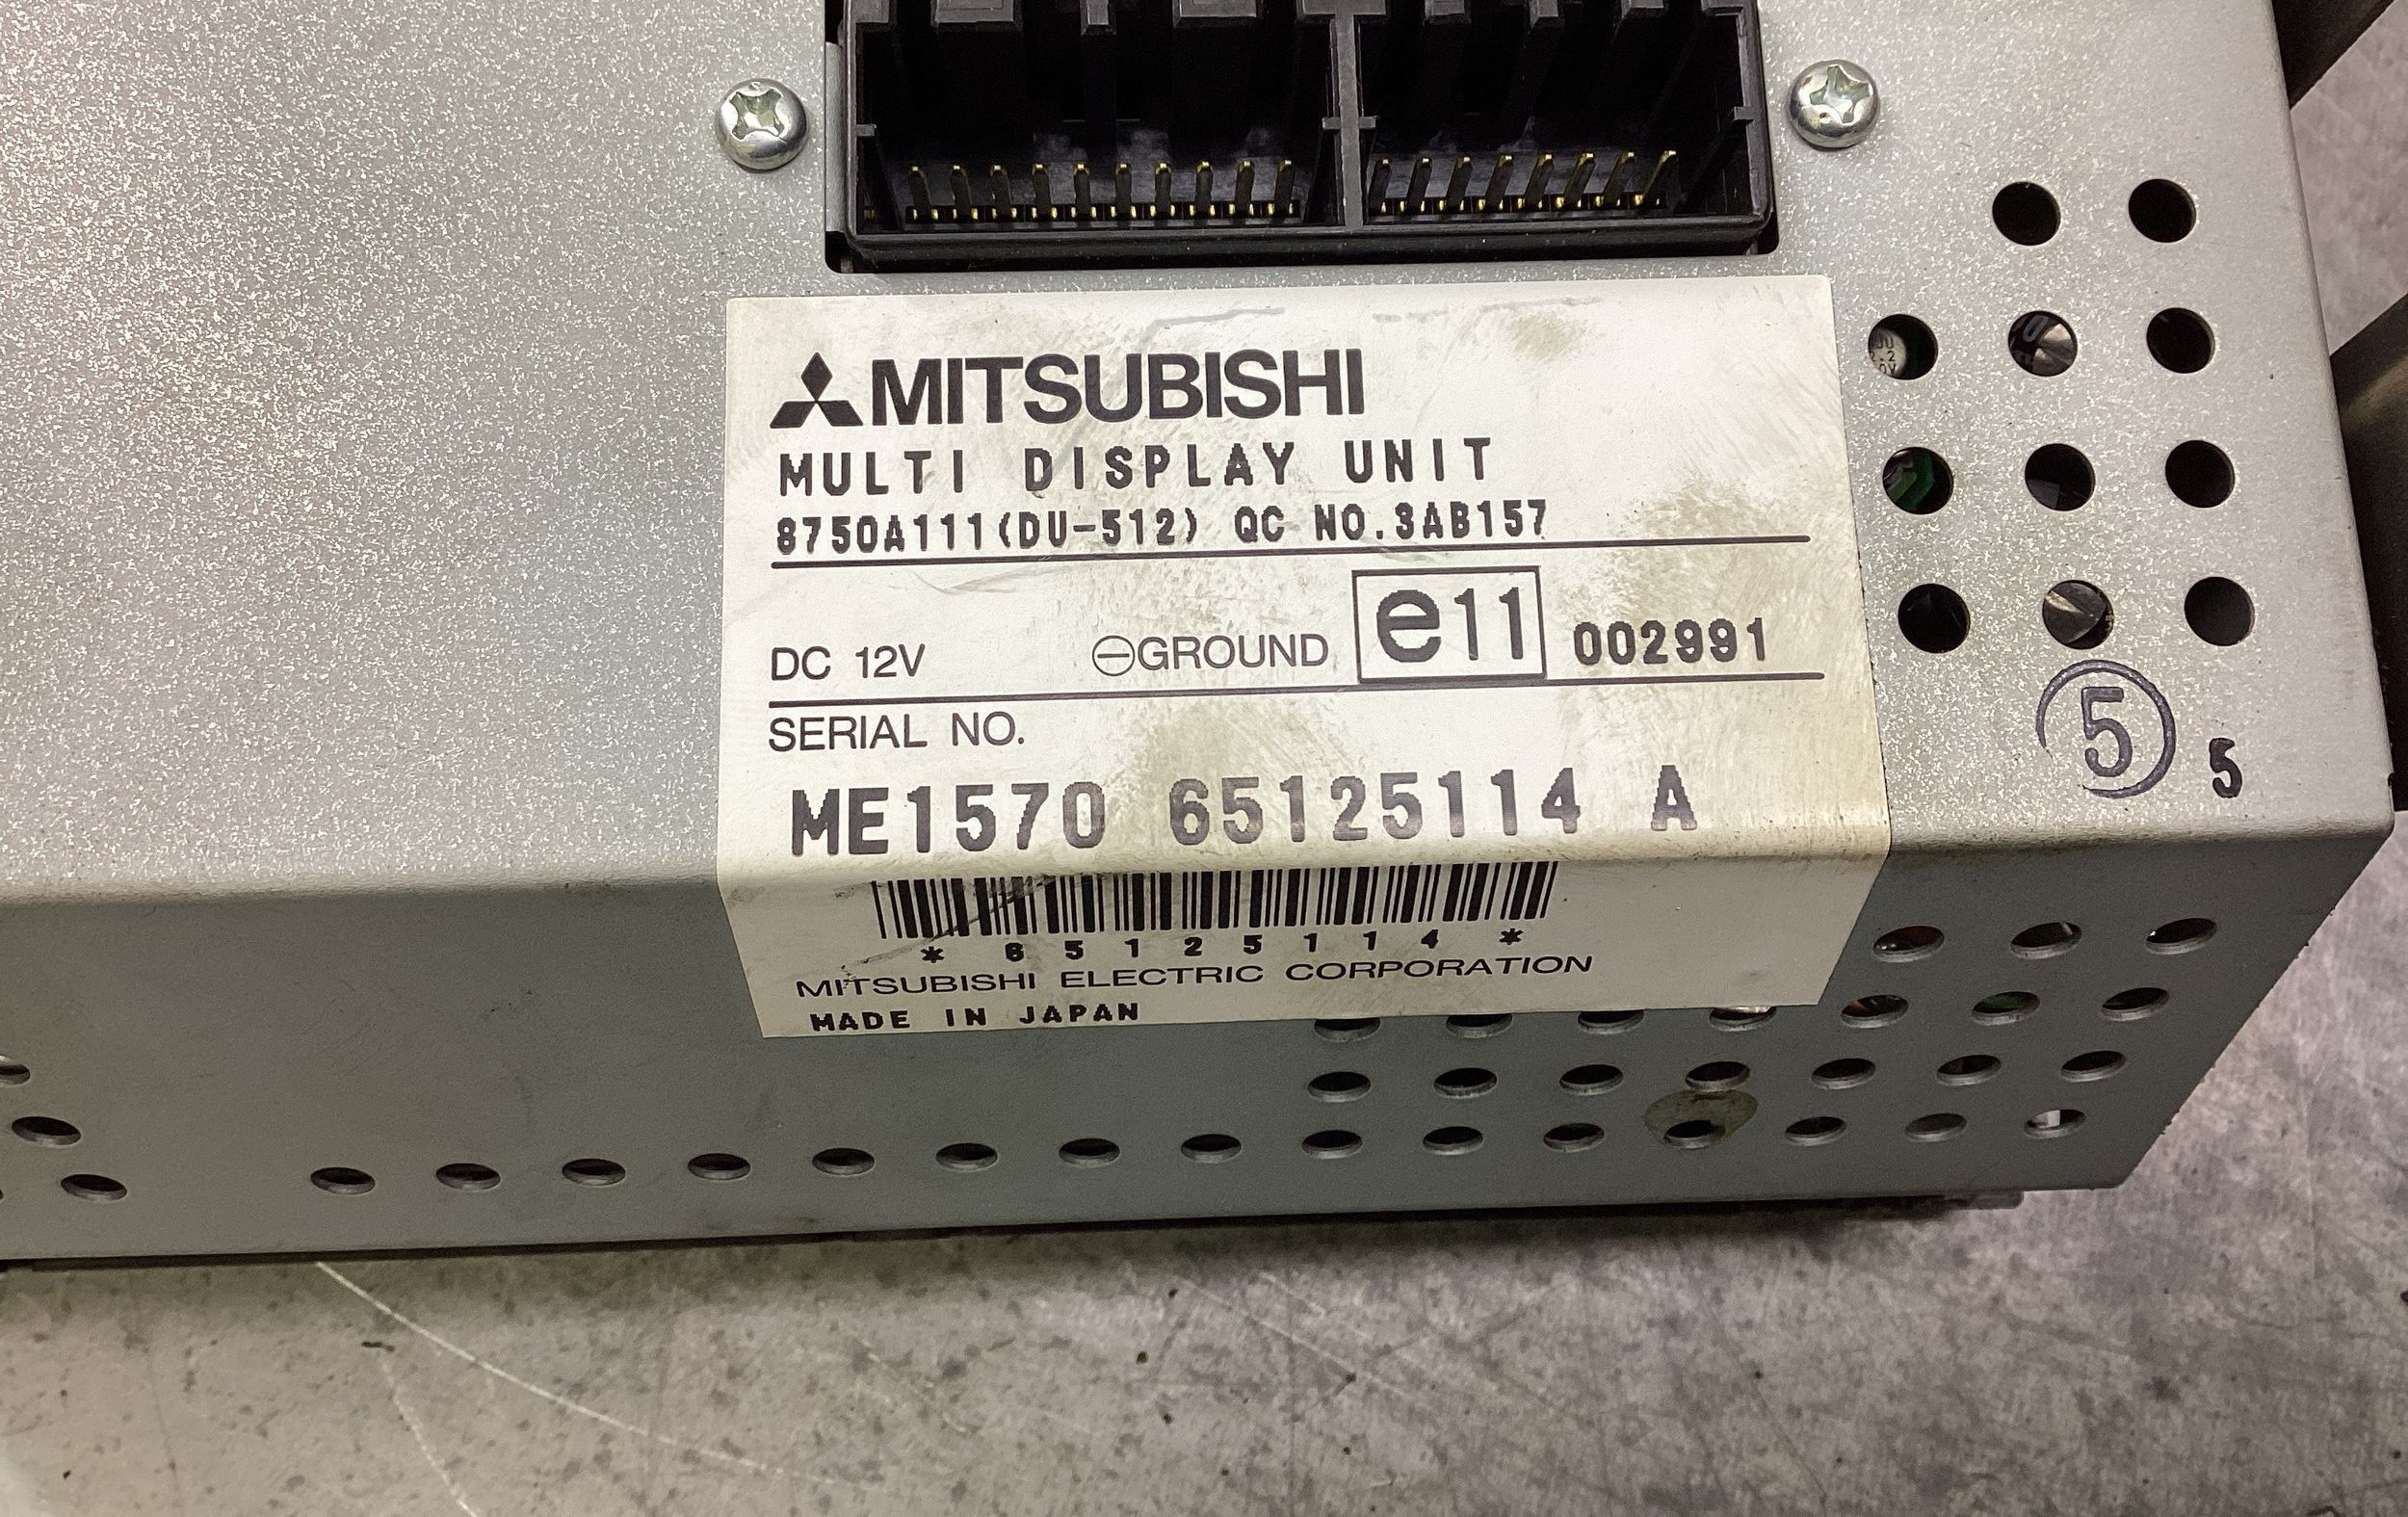 MITSUBISHI
MULTI DISPLAY UNIT
8750A111(DU-512) QC NO.3AB157
DC 12V ⊖GROUND e11 002991
SERIAL NO.
ME1570 65125114 A
*65125114*
MITSUBISHI ELECTRIC CORPORATION
MADE IN JAPAN
5 5